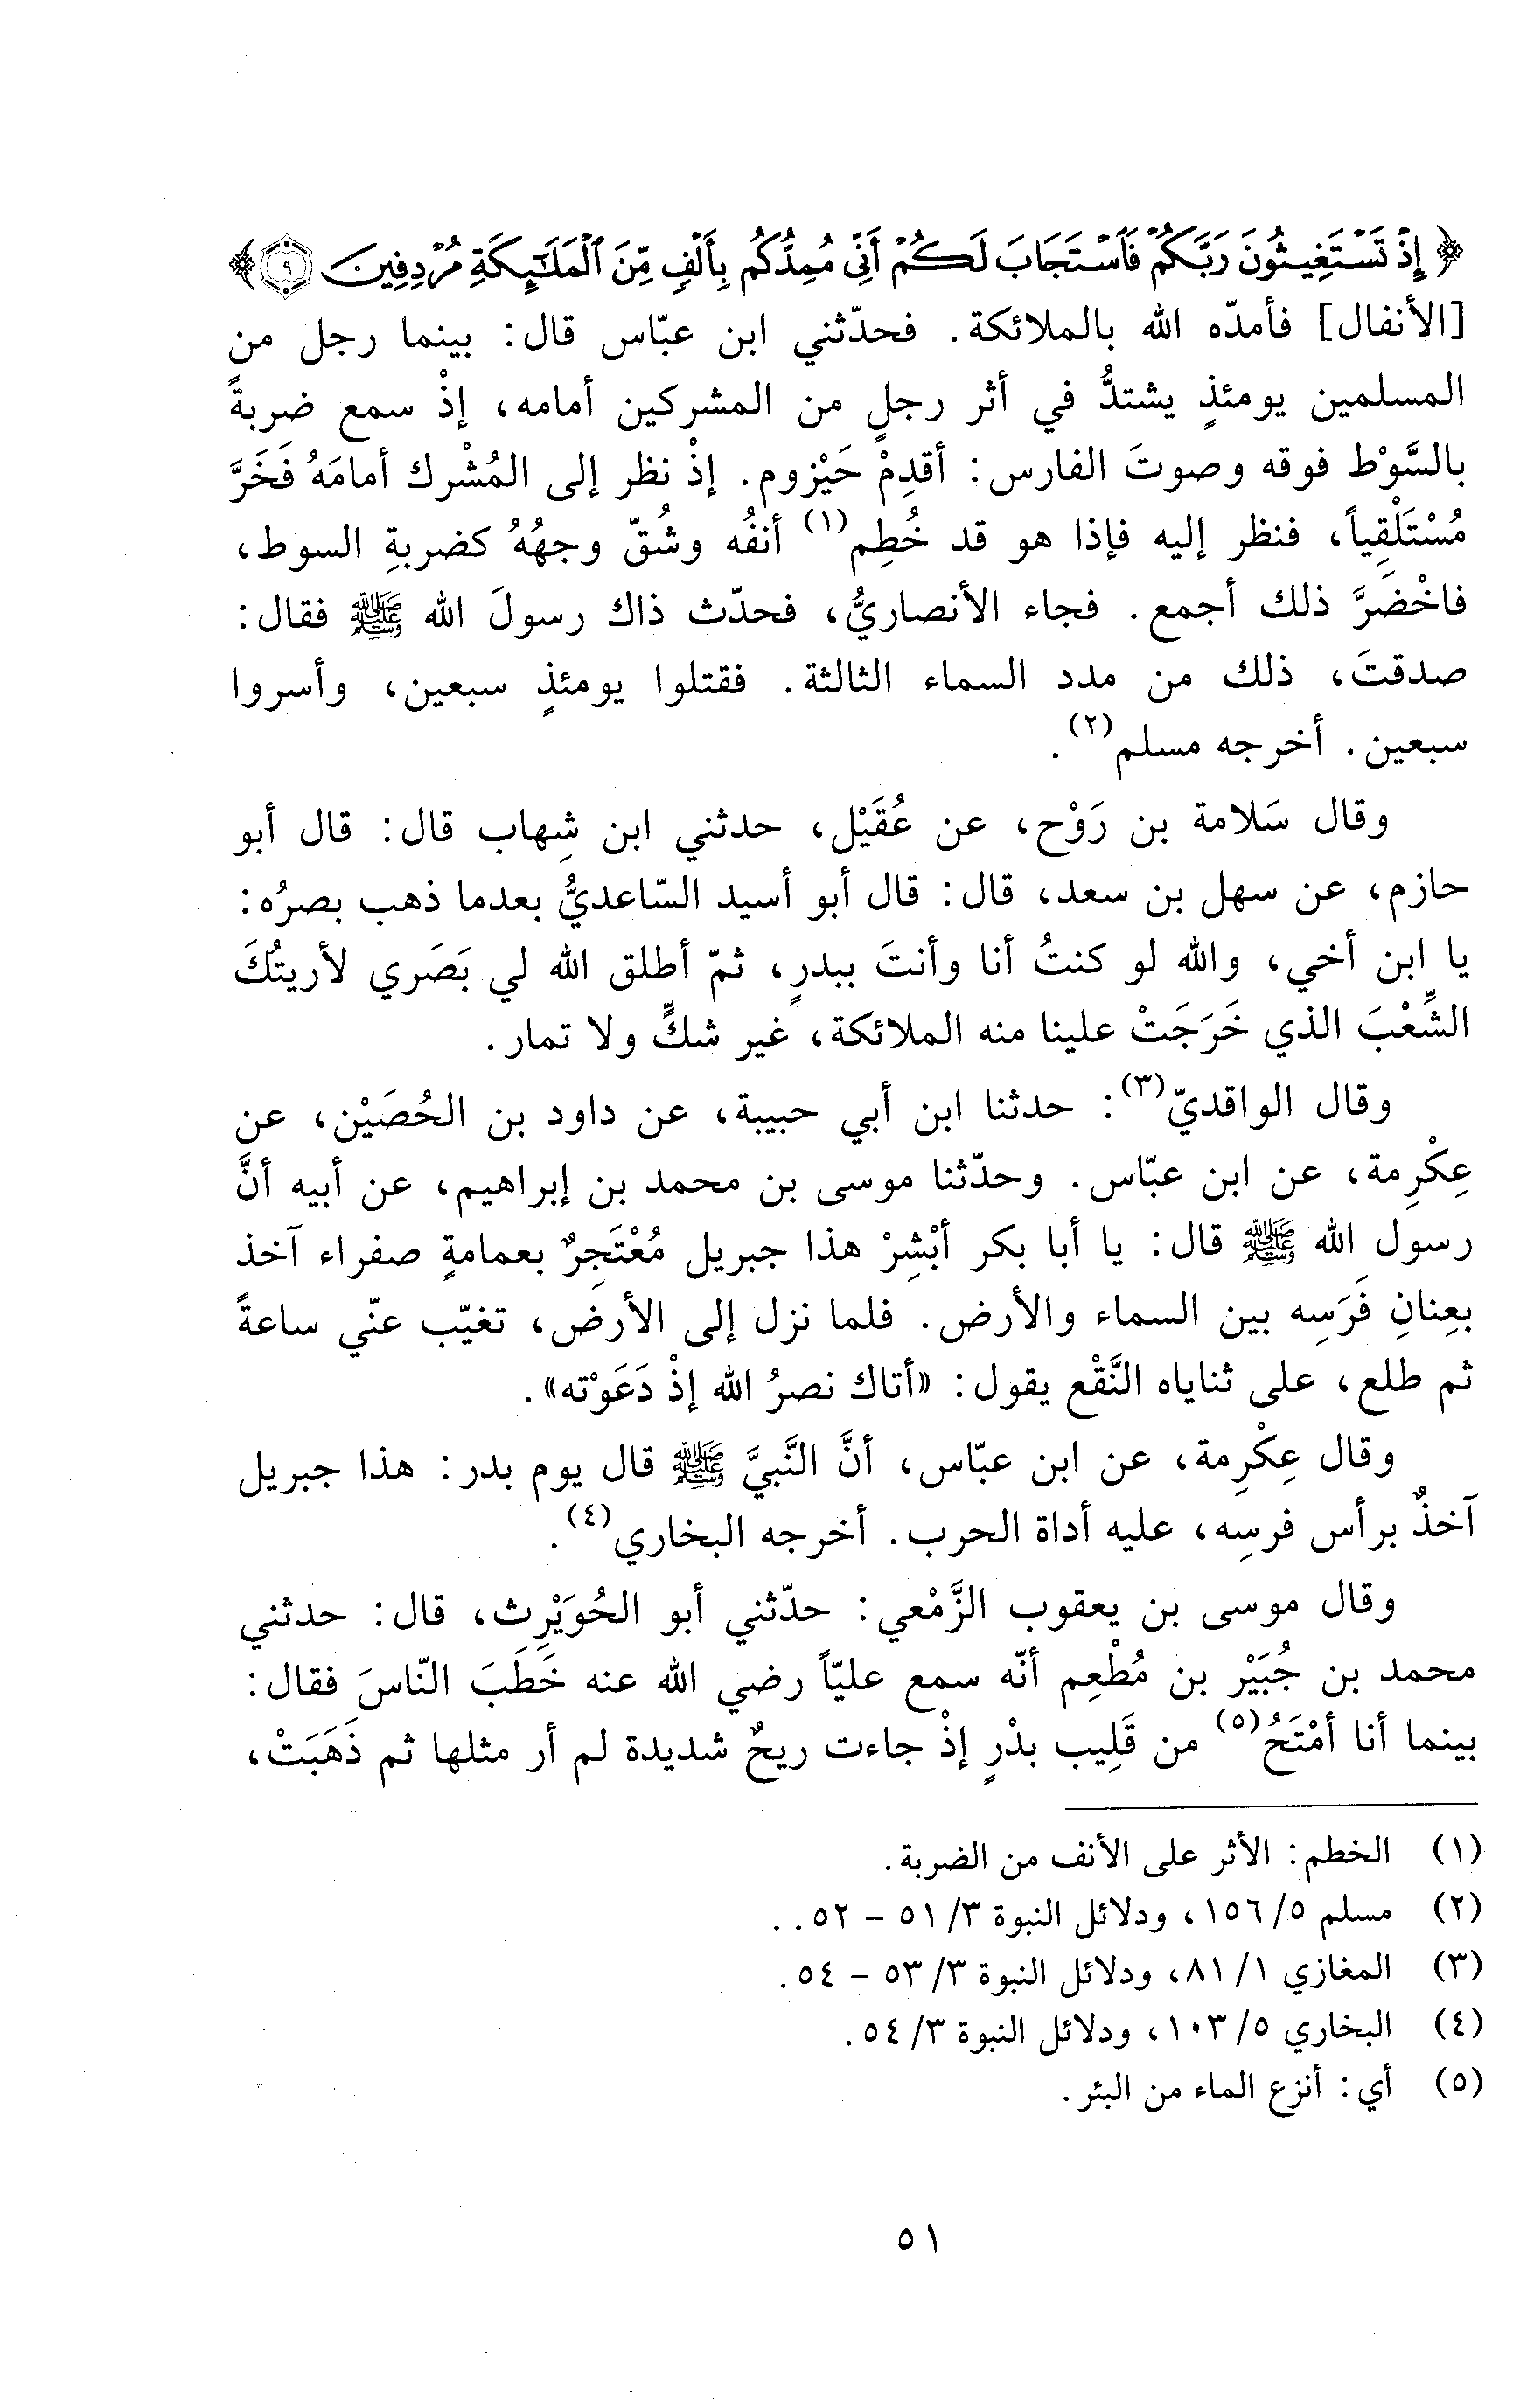 ﴿إِذْ تَسْتَغِيثُونَ رَبَّكُمْ فَاسْتَجَابَ لَكُمْ أَنِّي مُمِدُّكُم بِأَلْفٍ مِّنَ الْمَلَائِكَةِ مُرْدِفِينَ ٩﴾
[الأنفال] فأمدّه الله بالملائكة. فحدّثني ابن عبّاس قال: بينما رجل من
المسلمين يومئذٍ يشتدُّ في أثر رجلٍ من المشركين أمامه، إذْ سمع ضربةً
بالسَّوْط فوقه وصوتَ الفارس: أقدِمْ حَيْزوم. إذْ نظر إلى المُشْرك أمامَهُ فَخَرَّ
مُسْتَلْقِياً، فنظر إليه فإذا هو قد خُطِم(١) أنفُه وشُقّ وجهُهُ كضربةِ السوط،
فاخْضَرَّ ذلك أجمع. فجاء الأنصاريُّ، فحدّث ذاك رسولَ الله ﷺ فقال:
صدقتَ، ذلك من مدد السماء الثالثة. فقتلوا يومئذٍ سبعين، وأسروا
سبعين. أخرجه مسلم(٢).
وقال سَلامة بن رَوْح، عن عُقَيْل، حدثني ابن شِهاب قال: قال أبو
حازم، عن سهل بن سعد، قال: قال أبو أسيد السّاعديُّ بعدما ذهب بصرُه:
يا ابن أخي، والله لو كنتُ أنا وأنتَ ببدرٍ، ثمّ أطلق الله لي بَصَري لأريتُكَ
الشِّعْبَ الذي خَرَجَتْ علينا منه الملائكة، غير شكٍّ ولا تمار.
وقال الواقديّ(٣): حدثنا ابن أبي حبيبة، عن داود بن الحُصَيْن، عن
عِكْرِمة، عن ابن عبّاس. وحدّثنا موسى بن محمد بن إبراهيم، عن أبيه أنَّ
رسول الله ﷺ قال: يا أبا بكر أبْشِرْ هذا جبريل مُعْتَجِرٌ بعمامةٍ صفراء آخذ
بعِنانِ فَرَسِه بين السماء والأرض. فلما نزل إلى الأرض، تغيّب عنّي ساعةً
ثم طلع، على ثناياه النَّقْع يقول: «أتاك نصرُ الله إذْ دَعَوْته».
وقال عِكْرِمة، عن ابن عبّاس، أنَّ النَّبيَّ ﷺ قال يوم بدر: هذا جبريل
آخذٌ برأس فرسِه، عليه أداة الحرب. أخرجه البخاري(٤).
وقال موسى بن يعقوب الزَّمْعي: حدّثني أبو الحُوَيْرِث، قال: حدثني
محمد بن جُبَيْر بن مُطْعِم أنّه سمع عليّاً رضي الله عنه خَطَبَ النّاسَ فقال:
بينما أنا أمْتَحُ(٥) من قَلِيب بدْرٍ إذْ جاءت ريحٌ شديدة لم أر مثلها ثم ذَهَبَتْ،
(١) الخطم: الأثر على الأنف من الضربة.
(٢) مسلم ٥/ ١٥٦، ودلائل النبوة ٣/ ٥١ - ٥٢..
(٣) المغازي ١/ ٨١، ودلائل النبوة ٣/ ٥٣ - ٥٤.
(٤) البخاري ٥/ ١٠٣، ودلائل النبوة ٣/ ٥٤.
(٥) أي: أنزع الماء من البئر.
٥١